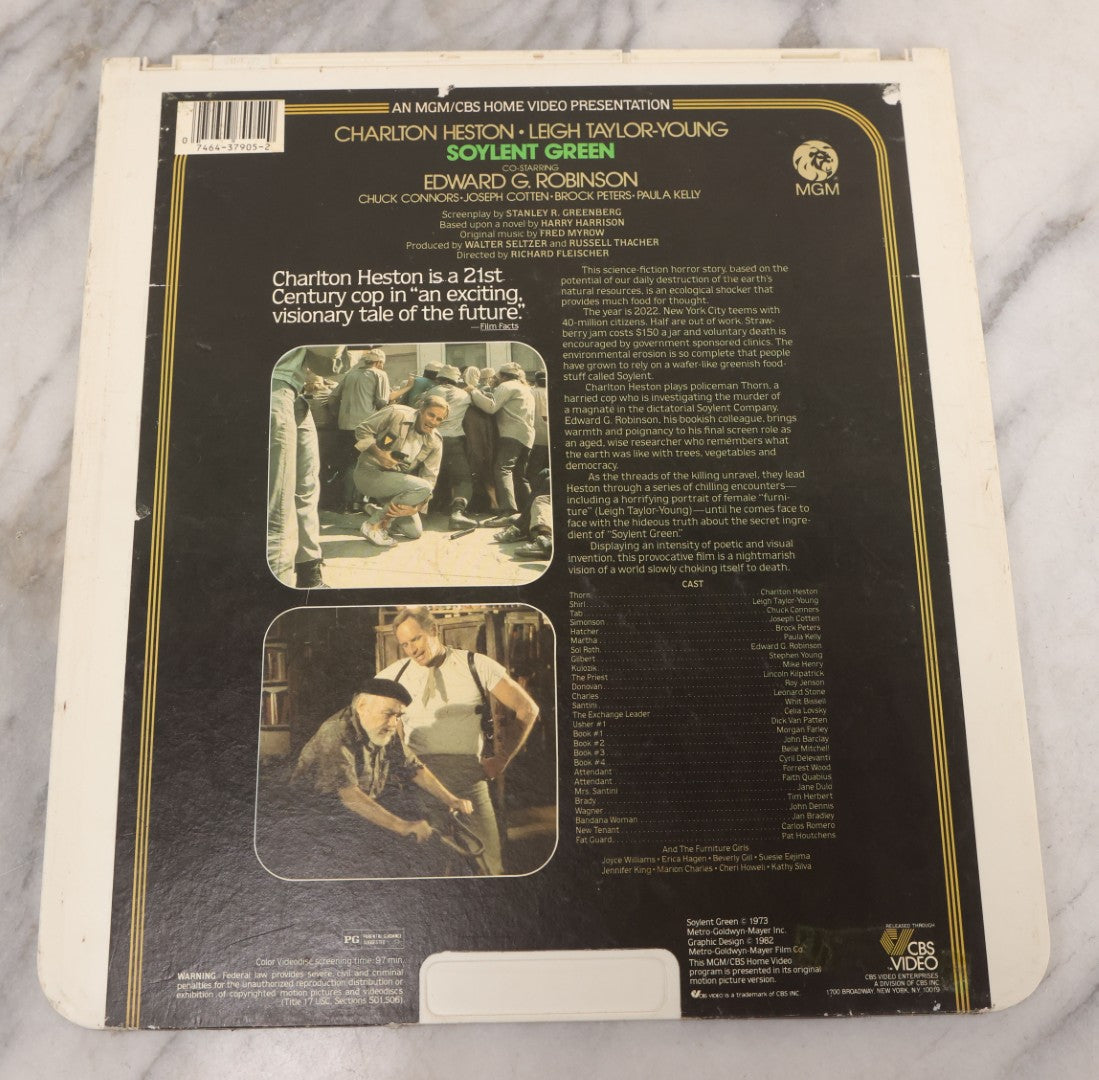 AN MGM/CBS HOME VIDEO PRESENTATION
0 7464-37905-2
CHARLTON HESTON • LEIGH TAYLOR-YOUNG
SOYLENT GREEN
CO-STARRING
EDWARD G. ROBINSON
CHUCK CONNORS • JOSEPH COTTEN • BROCK PETERS • PAULA KELLY
MGM
Screenplay by STANLEY R. GREENBERG
Based upon a novel by HARRY HARRISON
Original music by FRED MYROW
Produced by WALTER SELTZER and RUSSELL THACHER
Directed by RICHARD FLEISCHER
Charlton Heston is a 21st
Century cop in “an exciting,
visionary tale of the future.”
—Film Facts
This science-fiction horror story, based on the
potential of our daily destruction of the earth's
natural resources, is an ecological shocker that
provides much food for thought.
The year is 2022. New York City teems with
40-million citizens. Half are out of work. Straw-
berry jam costs $150 a jar and voluntary death is
encouraged by government sponsored clinics. The
environmental erosion is so complete that people
have grown to rely on a wafer-like greenish food-
stuff called Soylent.
Charlton Heston plays policeman Thorn, a
harried cop who is investigating the murder of
a magnate in the dictatorial Soylent Company.
Edward G. Robinson, his bookish colleague, brings
warmth and poignancy to his final screen role as
an aged, wise researcher who remembers what
the earth was like with trees, vegetables and
democracy.
As the threads of the killing unravel, they lead
Heston through a series of chilling encounters—
including a horrifying portrait of female “furni-
ture” (Leigh Taylor-Young)—until he comes face to
face with the hideous truth about the secret ingre-
dient of “Soylent Green.”
Displaying an intensity of poetic and visual
invention, this provocative film is a nightmarish
vision of a world slowly choking itself to death.
CAST
Thorn Charlton Heston
Shirl Leigh Taylor-Young
Tab Chuck Connors
Simonson Joseph Cotten
Hatcher Brock Peters
Martha Paula Kelly
Sol Roth Edward G. Robinson
Gilbert Stephen Young
Kulozik Mike Henry
The Priest Lincoln Kilpatrick
Donovan Roy Jenson
Charles Leonard Stone
Santini Whit Bissell
The Exchange Leader Celia Lovsky
Usher #1 Dick Van Patten
Book #1 Morgan Farley
Book #2 John Barclay
Book #3 Belle Mitchell
Book #4 Cyril Delevanti
Attendant Forrest Wood
Attendant Faith Quabius
Mrs. Santini Jane Dulo
Brady Tim Herbert
Wagner John Dennis
Bandana Woman Jan Bradley
New Tenant Carlos Romero
Fat Guard Pat Houtchens
And The Furniture Girls
Joyce Williams • Erica Hagen • Beverly Gill • Suesie Eejima
Jennifer King • Marion Charles • Cheri Howell • Kathy Silva
PG PARENTAL GUIDANCE
SUGGESTED
Color Videodisc screening time: 97 min.
WARNING: Federal law provides severe, civil and criminal
penalties for the unauthorized reproduction distribution or
exhibition of copyrighted motion pictures and videodiscs
(Title 17 USC, Sections 501,506)
Soylent Green © 1973
Metro-Goldwyn-Mayer Inc.
Graphic Design © 1982
Metro-Goldwyn-Mayer Film Co.
This MGM/CBS Home Video
program is presented in its original
motion picture version.
CBS VIDEO is a trademark of CBS INC.
RELEASED THROUGH
CBS
VIDEO
CBS VIDEO ENTERPRISES
A DIVISION OF CBS INC.
1700 BROADWAY, NEW YORK, N.Y. 10019